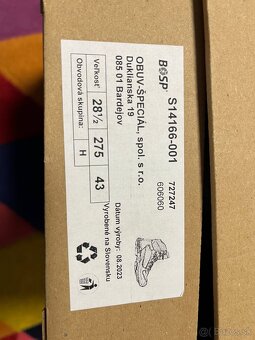 BOSP
S14166-001
OBUV-ŠPECIÁL, spol. s r.o.
Duklianska 19
085 01 Bardejov
727247
606060
Veľkosť
28½ 275 43
Obvodová skupina: H
Dátum výroby: 08.2023
Vyrobené na Slovensku